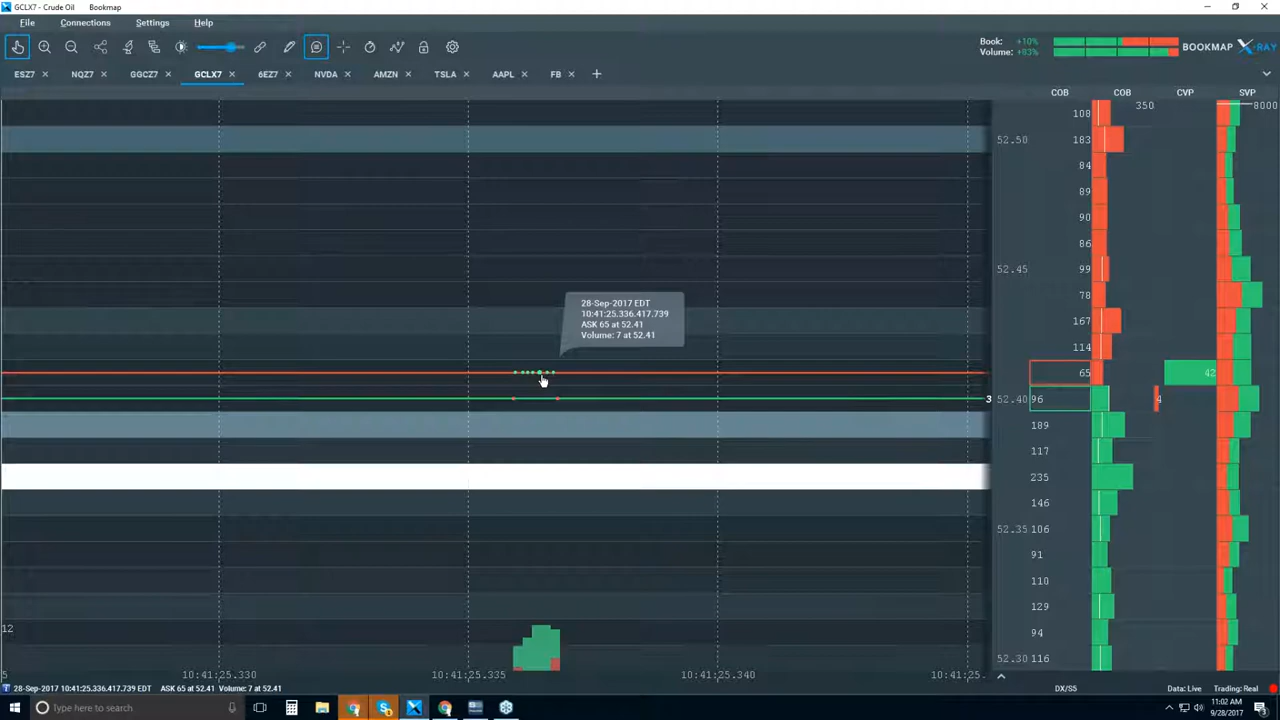 GCLX7 - Crude Oil
File Connections Settings Help
Book: +10%
Volume: +83%
BOOKMAP X-RAY
ESZ7 NQZ7 GGCZ7 GCLX7 6EZ7 NVDA AMZN TSLA AAPL FB
COB COB CVP SVP
350 8000
108
52.50 183
84
89
90
86
52.45 99
78
167
114
65 42
52.40 96 4
3
189
117
235
146
52.35 106
91
110
129
94
52.30 116
28-Sep-2017 EDT
10:41:25.336.417.739
ASK 65 at 52.41
Volume: 7 at 52.41
12
5 10:41:25.330 10:41:25.335 10:41:25.340 10:41:25.
28-Sep-2017 10:41:25.336.417.739 EDT ASK 65 at 52.41 Volume: 7 at 52.41
DX/S5 Data: Live Trading: Real
Type here to search
11:02 AM
9/28/2017
3